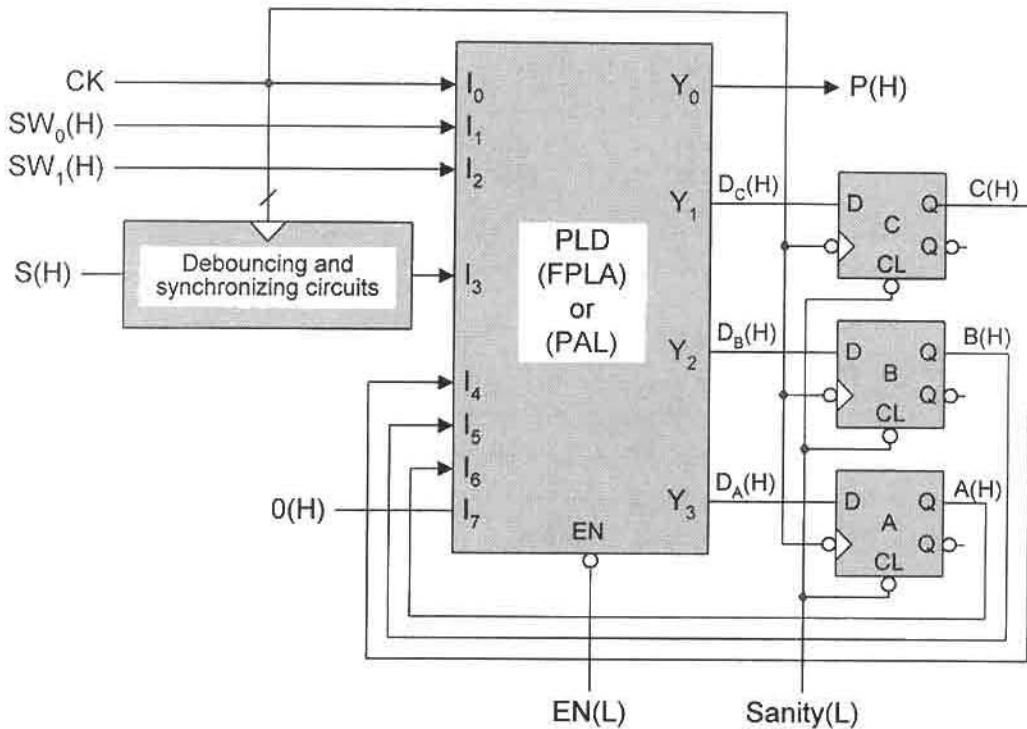 CK
SW0(H)
SW1(H)
S(H)
Debouncing and
synchronizing circuits
0(H)
I0
I1
I2
I3
I4
I5
I6
I7
PLD
(FPLA)
or
(PAL)
EN
Y0
Y1
Y2
Y3
P(H)
DC(H)
D
Q
C
Q
CL
C(H)
DB(H)
D
Q
B
Q
CL
B(H)
DA(H)
D
Q
A
Q
CL
A(H)
EN(L)
Sanity(L)